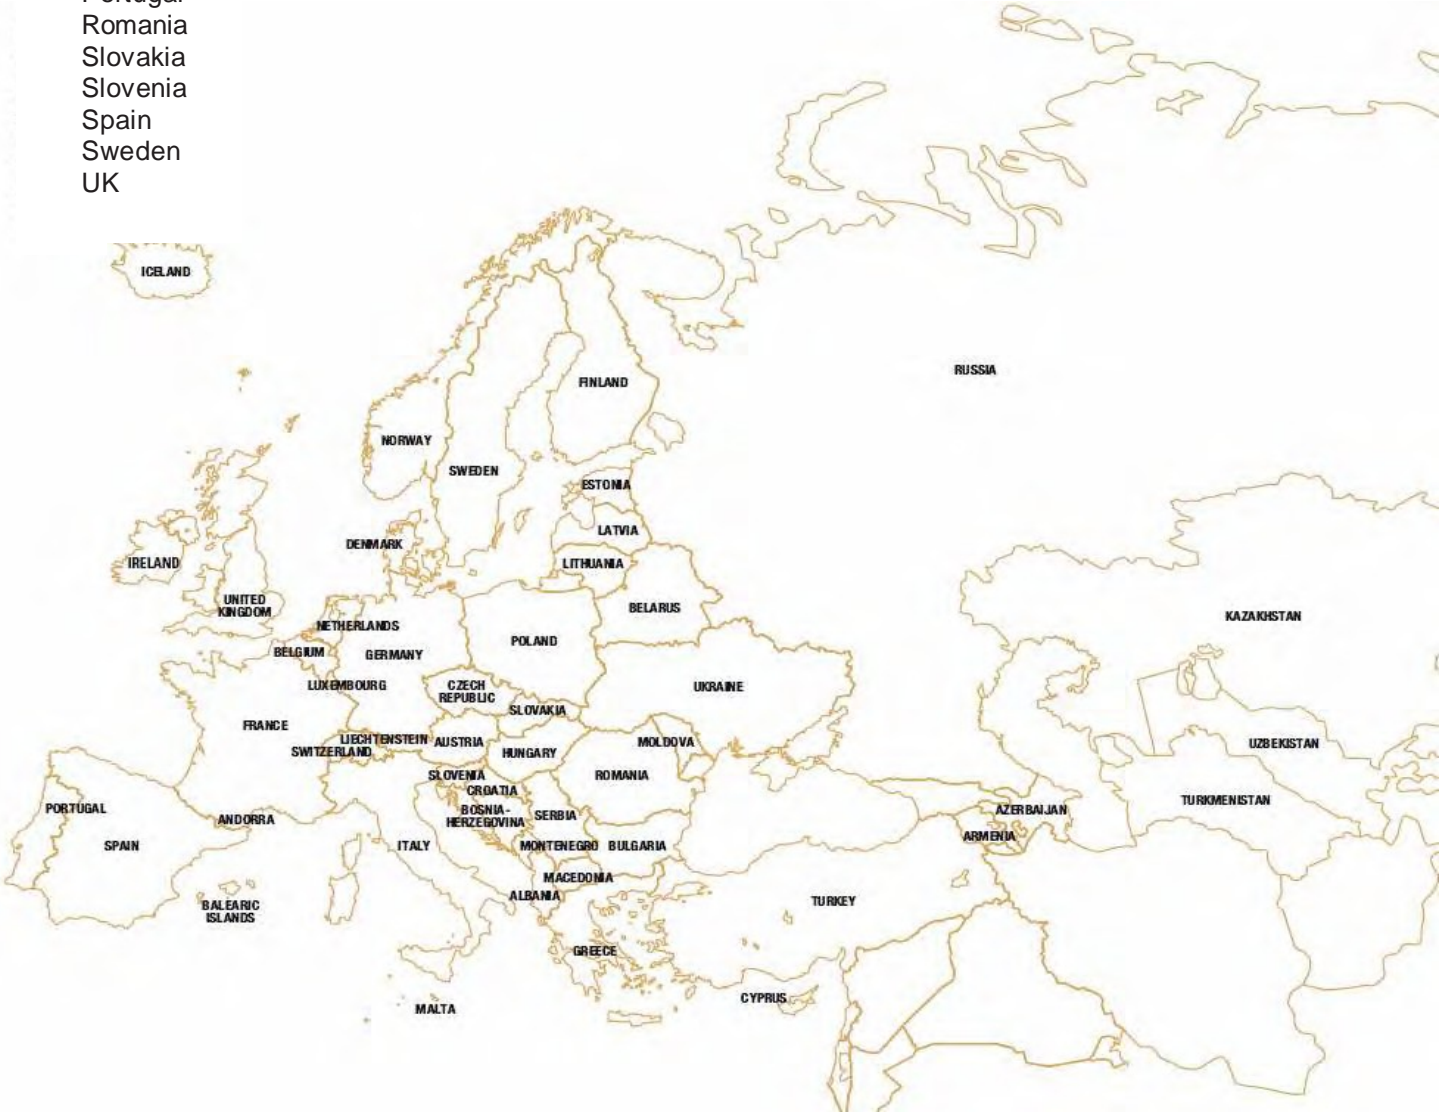 Portugal
Romania
Slovakia
Slovenia
Spain
Sweden
UK
ICELAND
RUSSIA
FINLAND
NORWAY
SWEDEN
ESTONIA
LATVIA
DENMARK
LITHUANIA
IRELAND
UNITED
KINGDOM
BELARUS
KAZAKHSTAN
NETHERLANDS
POLAND
BELGIUM
GERMANY
LUXEMBOURG
CZECH
REPUBLIC
UKRAINE
SLOVAKIA
FRANCE
LIECHTENSTEIN
AUSTRIA
MOLDOVA
UZBEKISTAN
SWITZERLAND
HUNGARY
SLOVENIA
ROMANIA
CROATIA
TURKMENISTAN
PORTUGAL
BOSNIA-
HERZEGOVINA
SERBIA
AZERBAIJAN
ANDORRA
ARMENIA
SPAIN
ITALY
MONTENEGRO
BULGARIA
MACEDONIA
ALBANIA
BALEARIC
ISLANDS
TURKEY
GREECE
CYPRUS
MALTA